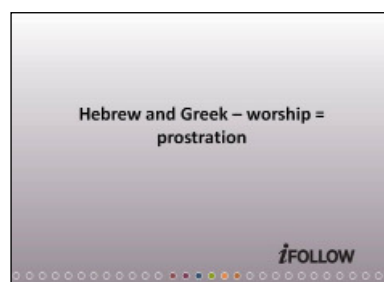 Hebrew and Greek – worship =
prostration
iFOLLOW